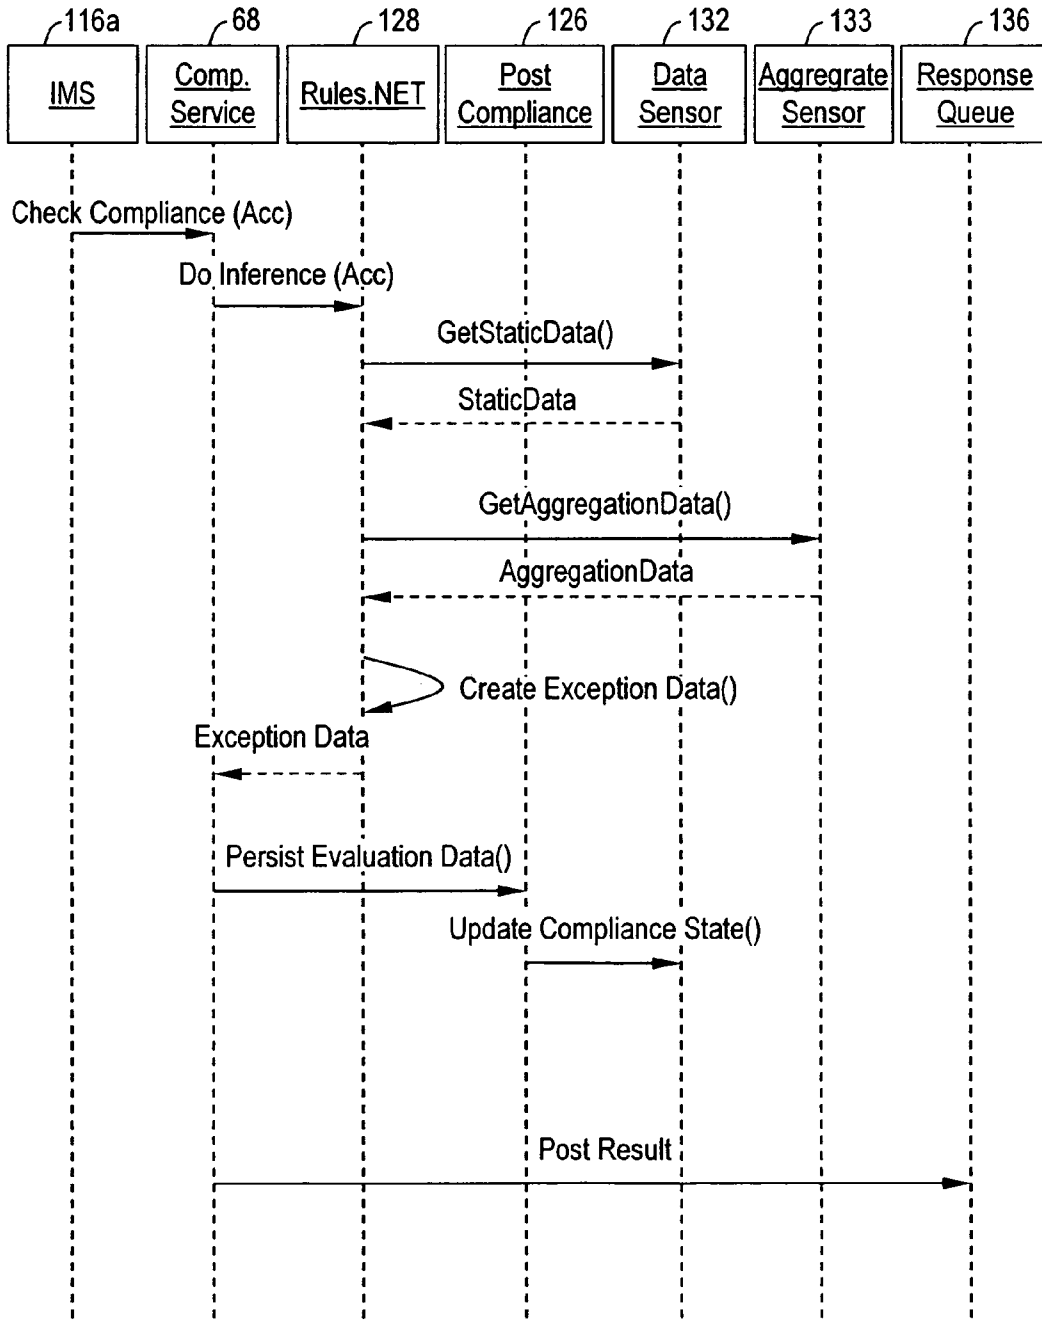 116a
68
128
126
132
133
136
IMS
Comp.
Service
Rules.NET
Post
Compliance
Data
Sensor
Aggregrate
Sensor
Response
Queue
Check Compliance (Acc)
Do Inference (Acc)
GetStaticData()
StaticData
GetAggregationData()
AggregationData
Create Exception Data()
Exception Data
Persist Evaluation Data()
Update Compliance State()
Post Result